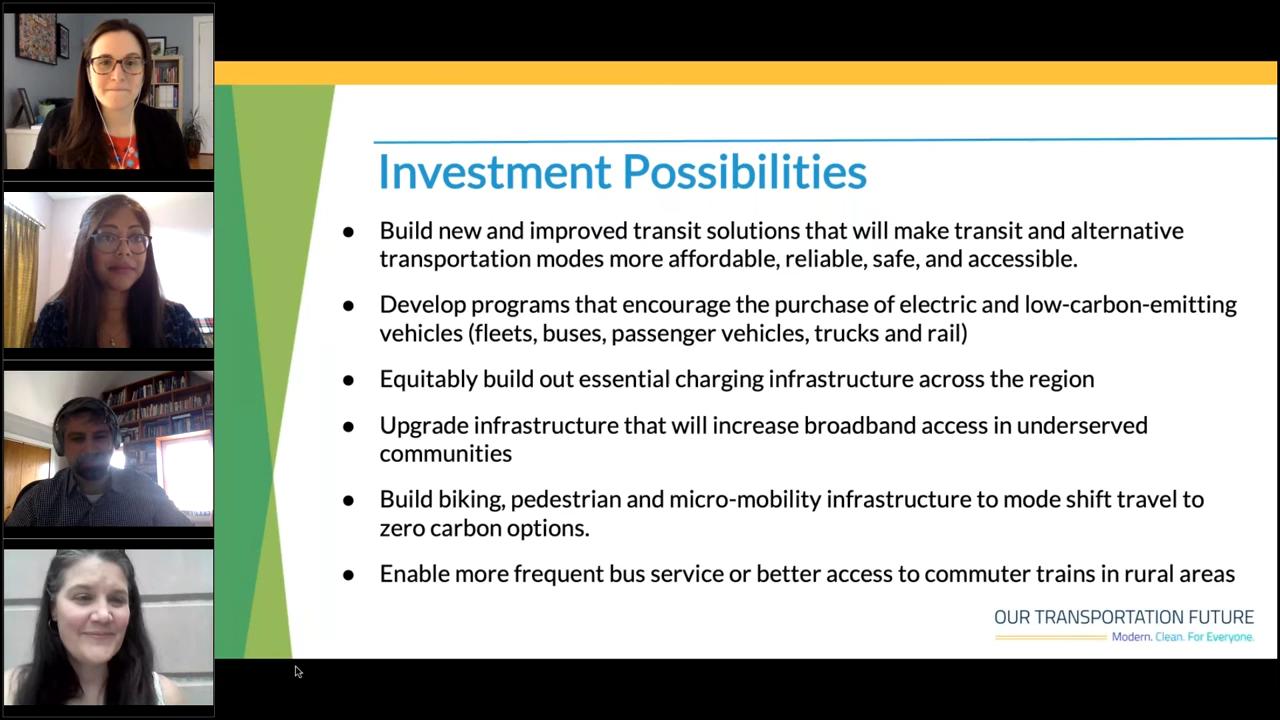 Investment Possibilities
● Build new and improved transit solutions that will make transit and alternative
transportation modes more affordable, reliable, safe, and accessible.
● Develop programs that encourage the purchase of electric and low-carbon-emitting
vehicles (fleets, buses, passenger vehicles, trucks and rail)
● Equitably build out essential charging infrastructure across the region
● Upgrade infrastructure that will increase broadband access in underserved
communities
● Build biking, pedestrian and micro-mobility infrastructure to mode shift travel to
zero carbon options.
● Enable more frequent bus service or better access to commuter trains in rural areas
OUR TRANSPORTATION FUTURE
Modern. Clean. For Everyone.